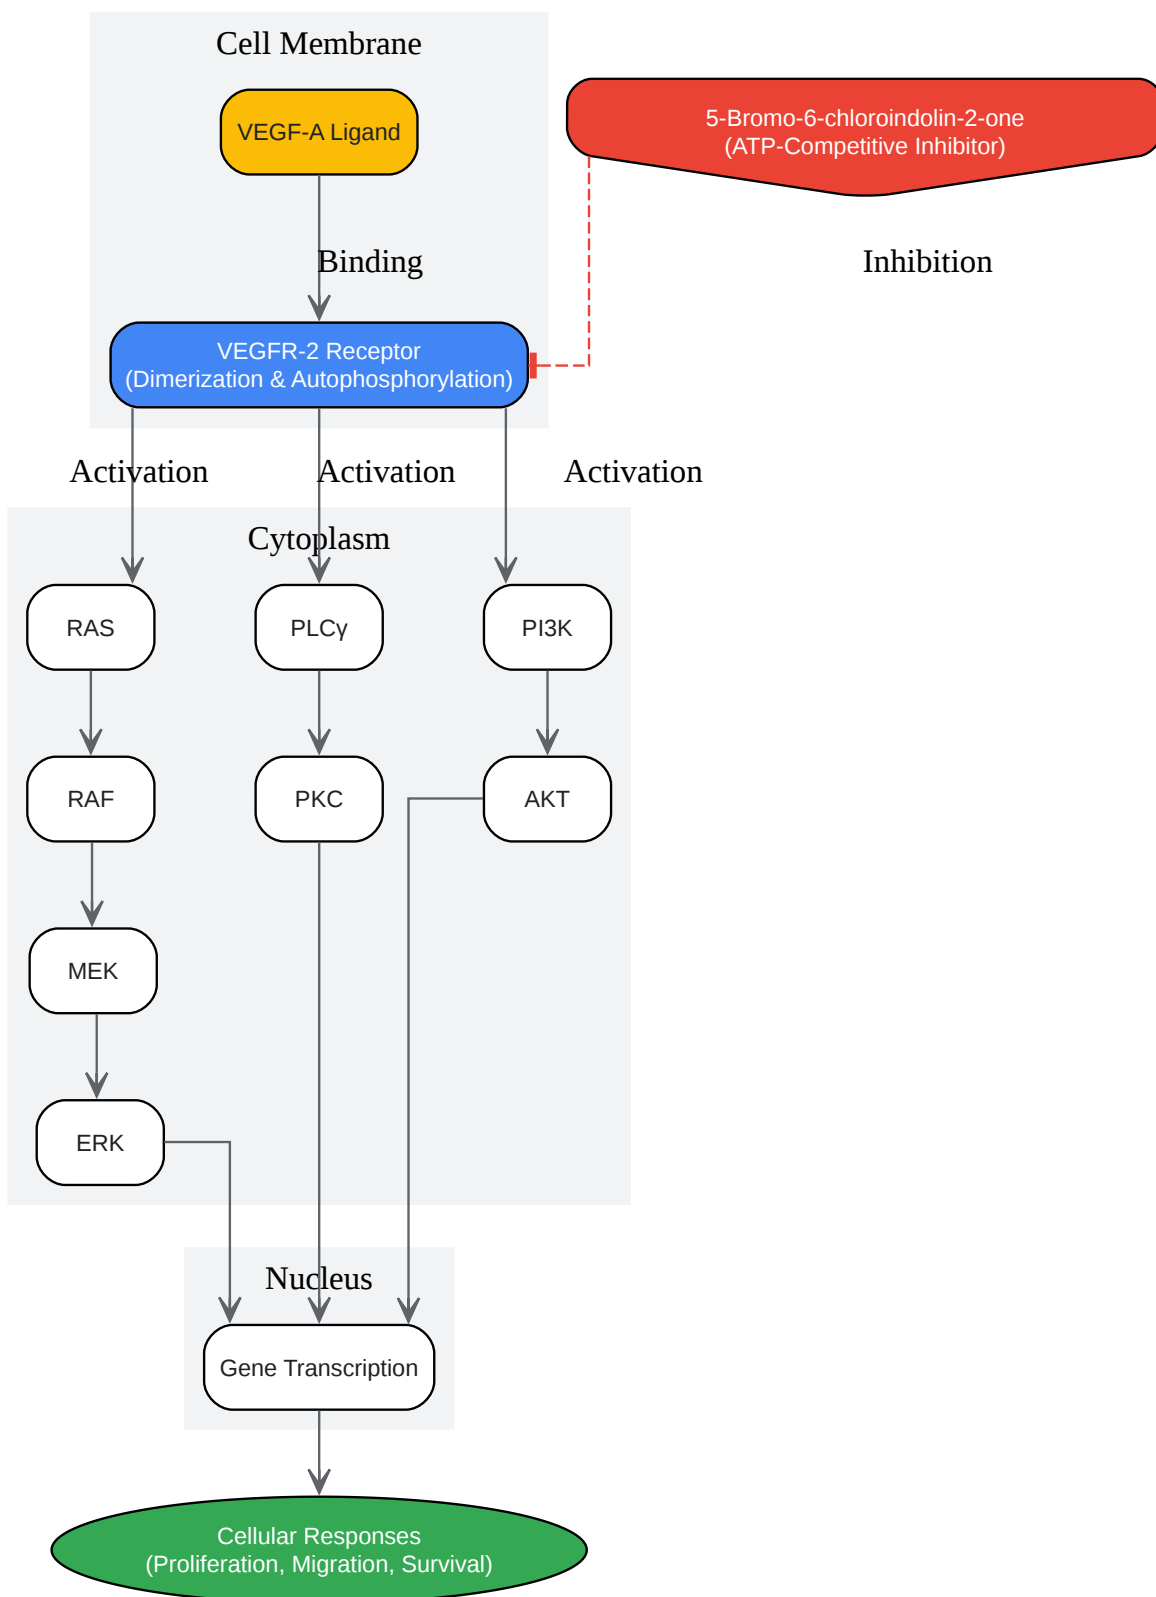 Cell Membrane
VEGF-A Ligand
5-Bromo-6-chloroindolin-2-one
(ATP-Competitive Inhibitor)
Binding
Inhibition
VEGFR-2 Receptor
(Dimerization & Autophosphorylation)
Activation
Activation
Activation
Cytoplasm
RAS
PLCγ
PI3K
RAF
PKC
AKT
MEK
ERK
Nucleus
Gene Transcription
Cellular Responses
(Proliferation, Migration, Survival)